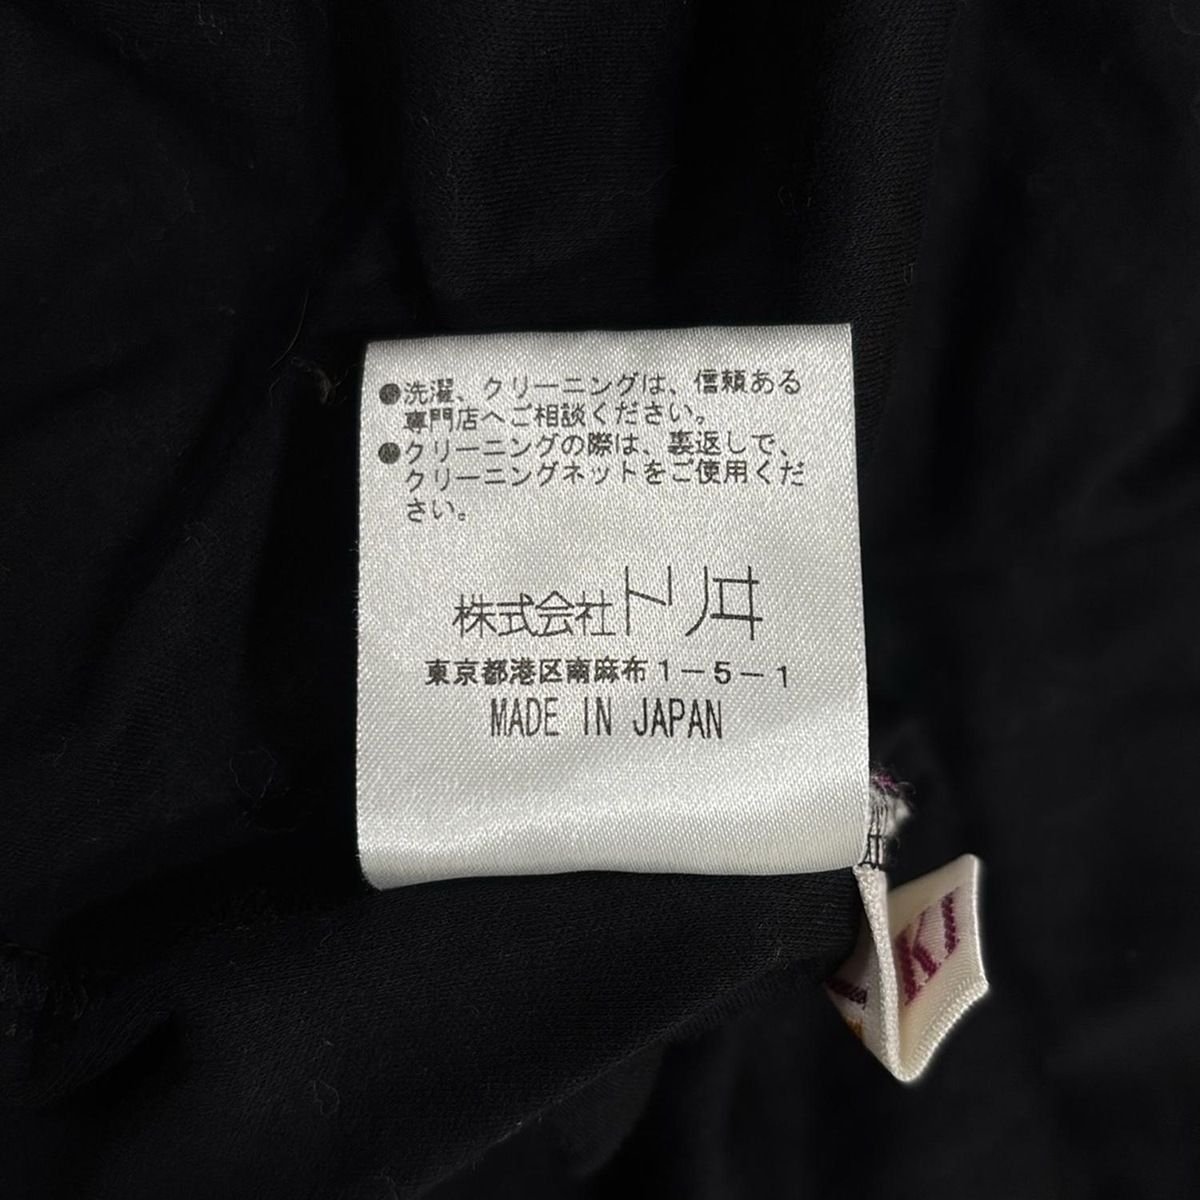 ●洗濯、クリーニングは、信頼ある
専門店へご相談ください。
●クリーニングの際は、裏返しで、
クリーニングネットをご使用くだ
さい。
株式会社トリヰ
東京都港区南麻布1-5-1
MADE IN JAPAN
KI